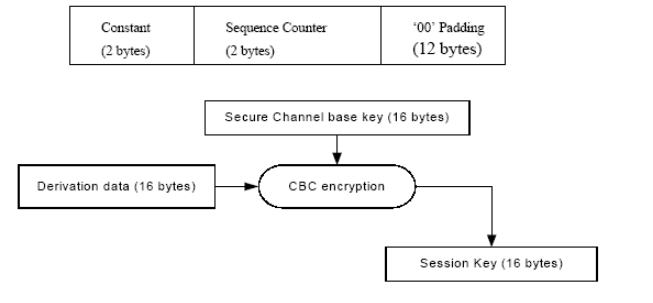 Constant
(2 bytes)
Sequence Counter
(2 bytes)
‘00’ Padding
(12 bytes)
Secure Channel base key (16 bytes)
Derivation data (16 bytes)
CBC encryption
Session Key (16 bytes)